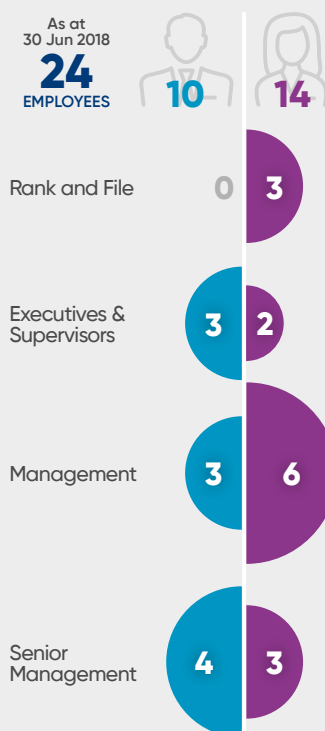 As at
30 Jun 2018
24
EMPLOYEES
10
14
Rank and File
0
3
Executives &
Supervisors
3
2
Management
3
6
Senior
Management
4
3